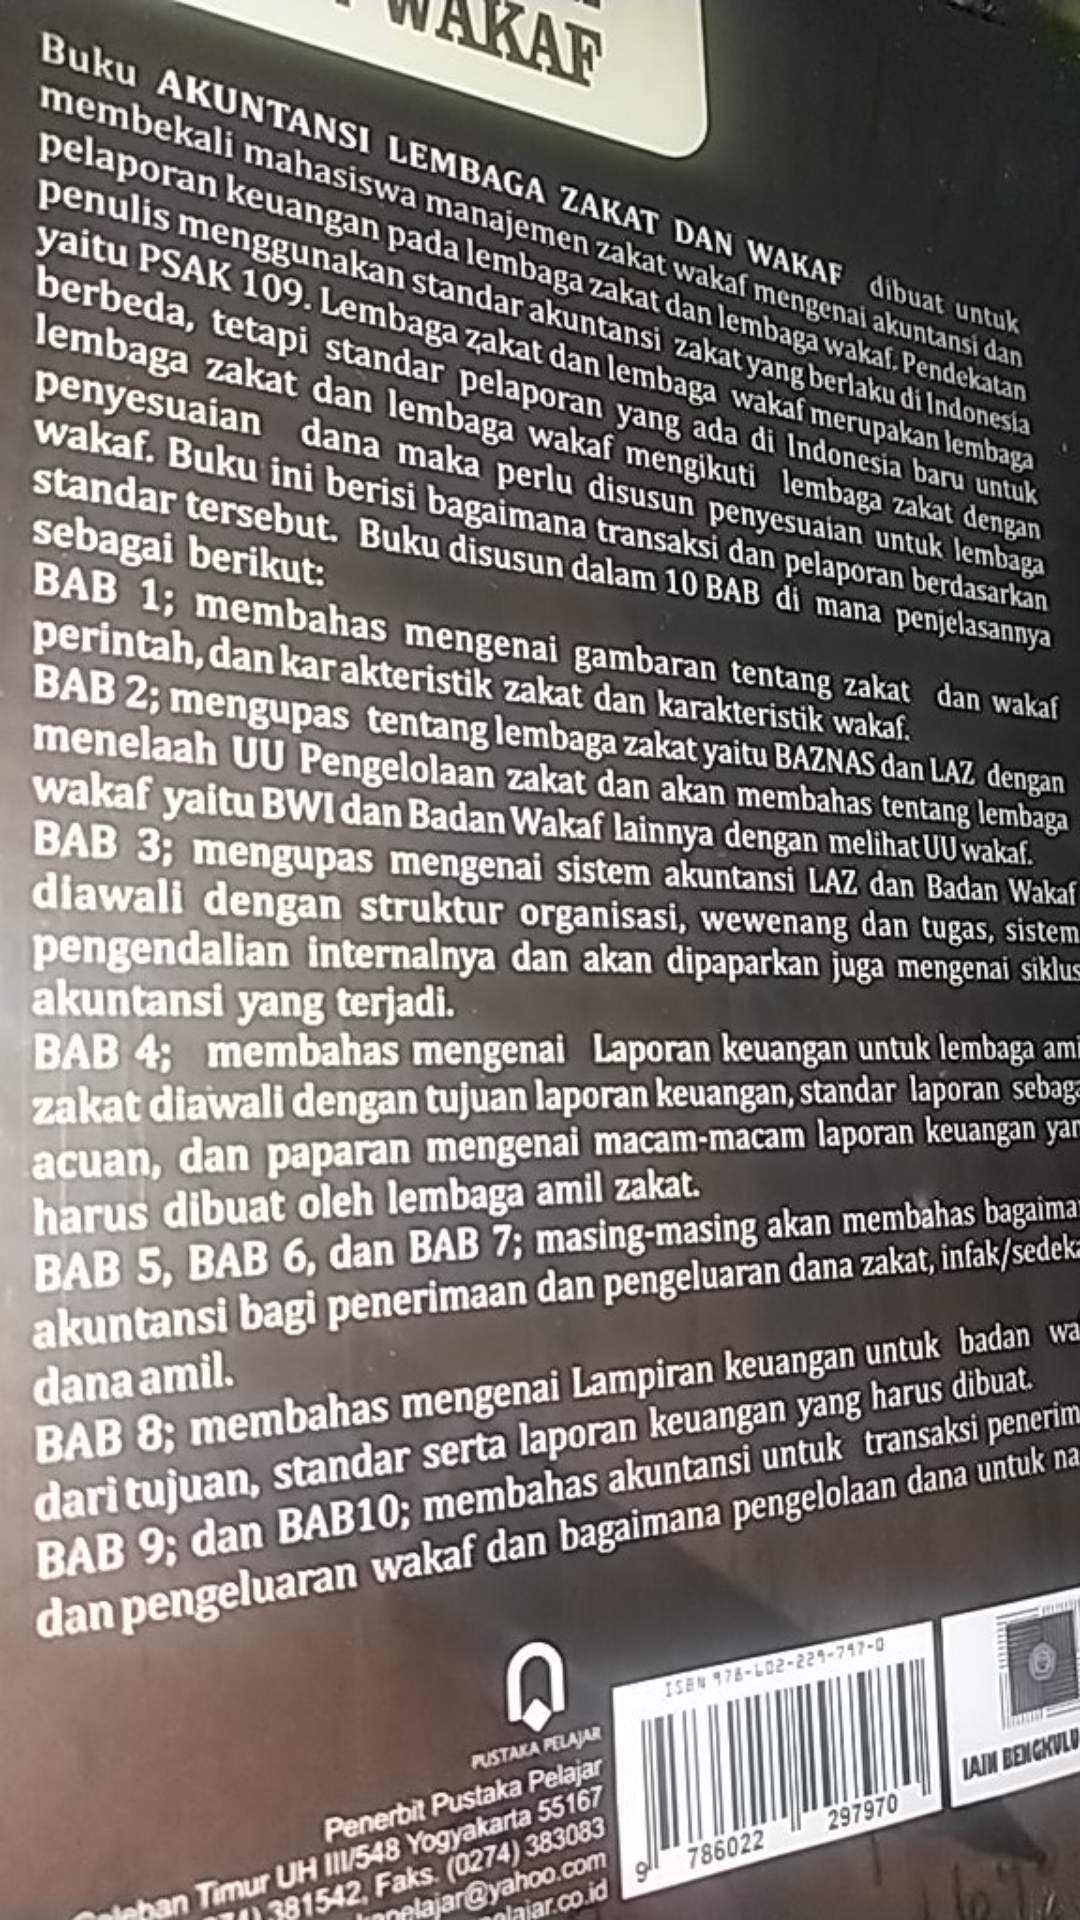 WAKAF
Buku AKUNTANSI LEMBAGA ZAKAT DAN WAKAF dibuat untuk
membekali mahasiswa manajemen zakat wakaf mengenai akuntansi dan
pelaporan keuangan pada lembaga zakat dan lembaga wakaf. Pendekatan
penulis menggunakan standar akuntansi zakat yang berlaku di Indonesia
yaitu PSAK 109. Lembaga zakat dan lembaga wakaf merupakan lembaga
berbeda, tetapi standar pelaporan yang ada di Indonesia baru untuk
lembaga zakat dan lembaga wakaf mengikuti lembaga zakat dengan
penyesuaian dana maka perlu disusun penyesuaian untuk lembaga
wakaf. Buku ini berisi bagaimana transaksi dan pelaporan berdasarkan
standar tersebut. Buku disusun dalam 10 BAB di mana penjelasannya
sebagai berikut:
BAB 1; membahas mengenai gambaran tentang zakat dan wakaf
perintah, dan kar akteristik zakat dan karakteristik wakaf.
BAB 2; mengupas tentang lembaga zakat yaitu BAZNAS dan LAZ dengan
menelaah UU Pengelolaan zakat dan akan membahas tentang lembaga
wakaf yaitu BWI dan Badan Wakaf lainnya dengan melihat UU wakaf.
BAB 3; mengupas mengenai sistem akuntansi LAZ dan Badan Wakaf
diawali dengan struktur organisasi, wewenang dan tugas, sistem
pengendalian internalnya dan akan dipaparkan juga mengenai siklus
akuntansi yang terjadi.
BAB 4; membahas mengenai Laporan keuangan untuk lembaga ami
zakat diawali dengan tujuan laporan keuangan, standar laporan sebaga
acuan, dan paparan mengenai macam-macam laporan keuangan yan
harus dibuat oleh lembaga amil zakat.
BAB 5, BAB 6, dan BAB 7; masing-masing akan membahas bagaima
akuntansi bagi penerimaan dan pengeluaran dana zakat, infak/sedeka
dana amil.
BAB 8; membahas mengenai Lampiran keuangan untuk badan wa
dari tujuan, standar serta laporan keuangan yang harus dibuat.
BAB 9; dan BAB10; membahas akuntansi untuk transaksi penerim
dan pengeluaran wakaf dan bagaimana pengelolaan dana untuk na
PUSTAKA PELAJAR
Penerbit Pustaka Pelajar
Timur UH III/548 Yogyakarta 55167
381542, Faks. (0274) 383083
pelajar@yahoo.com
elajar.co.id
ISBN 978-602-229-797-0
9 786022 297970
IAIN BENGKULU